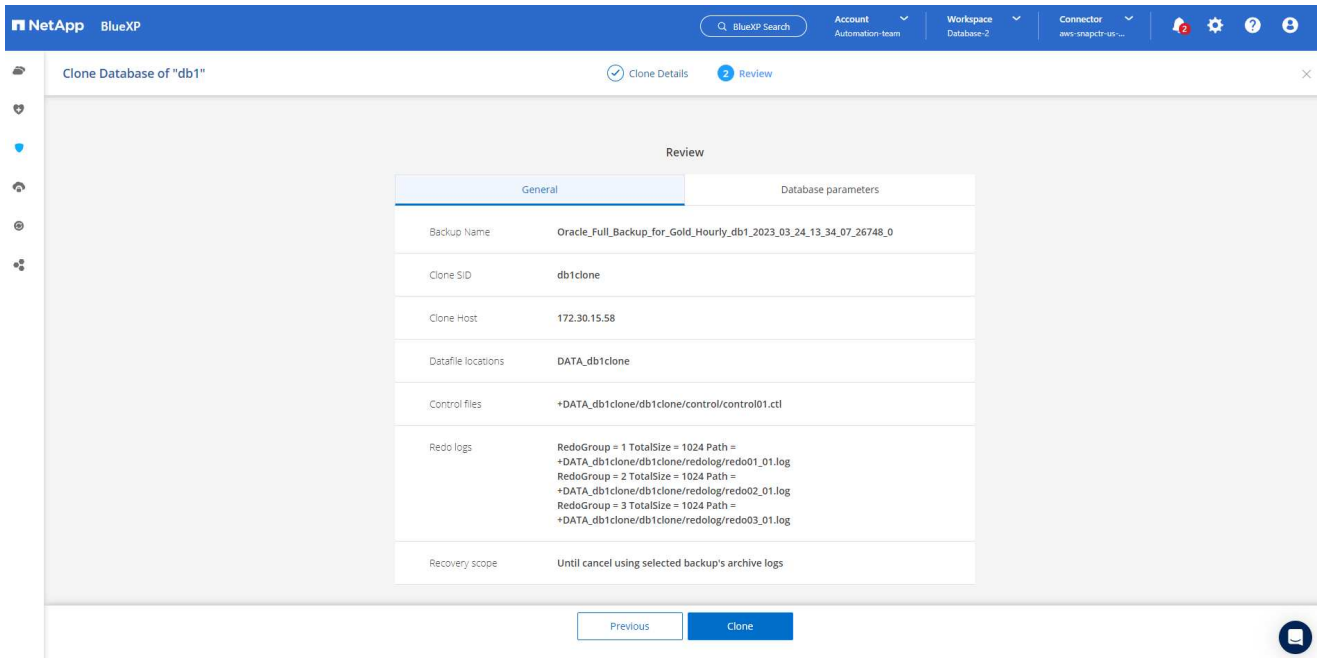 NetApp BlueXP
BlueXP Search
Account
Automation-team
Workspace
Database-2
Connector
aws-snapctr-us-...
2
Clone Database of "db1"
Clone Details
2 Review
Review
General
Database parameters
Backup Name Oracle_Full_Backup_for_Gold_Hourly_db1_2023_03_24_13_34_07_26748_0
Clone SID db1clone
Clone Host 172.30.15.58
Datafile locations DATA_db1clone
Control files +DATA_db1clone/db1clone/control/control01.ctl
Redo logs RedoGroup = 1 TotalSize = 1024 Path =
+DATA_db1clone/db1clone/redolog/redo01_01.log
RedoGroup = 2 TotalSize = 1024 Path =
+DATA_db1clone/db1clone/redolog/redo02_01.log
RedoGroup = 3 TotalSize = 1024 Path =
+DATA_db1clone/db1clone/redolog/redo03_01.log
Recovery scope Until cancel using selected backup's archive logs
Previous
Clone